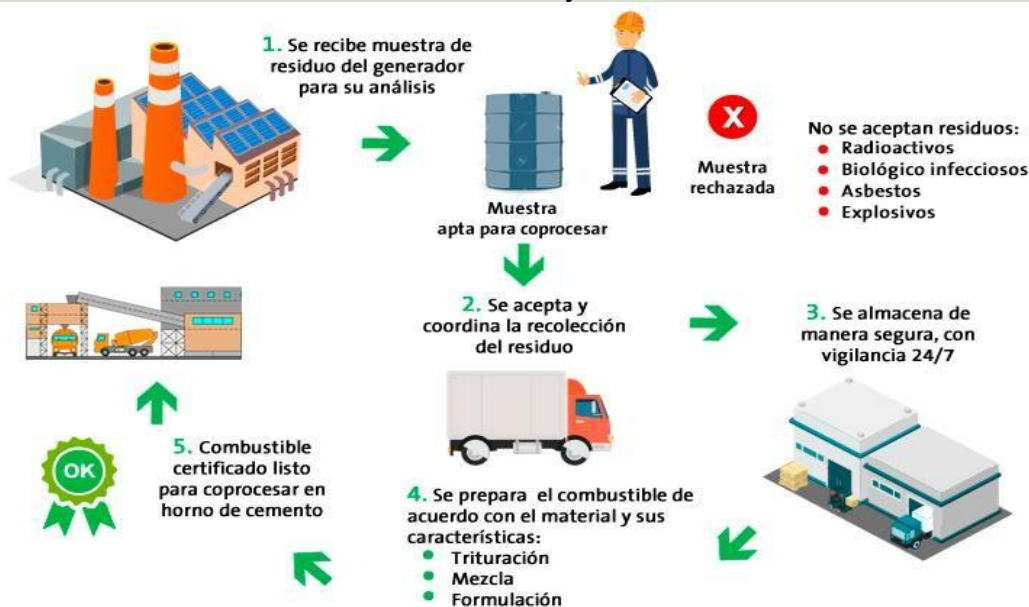 1. Se recibe muestra de
residuo del generador
para su análisis
Muestra
apta para coprocesar
X
Muestra
rechazada
No se aceptan residuos:
Radioactivos
Biológico infecciosos
Asbestos
Explosivos
2. Se acepta y
coordina la recolección
del residuo
3. Se almacena de
manera segura, con
vigilancia 24/7
4. Se prepara el combustible de
acuerdo con el material y sus
características:
Trituración
Mezcla
Formulación
5. Combustible
certificado listo
para coprocesar en
horno de cemento
OK